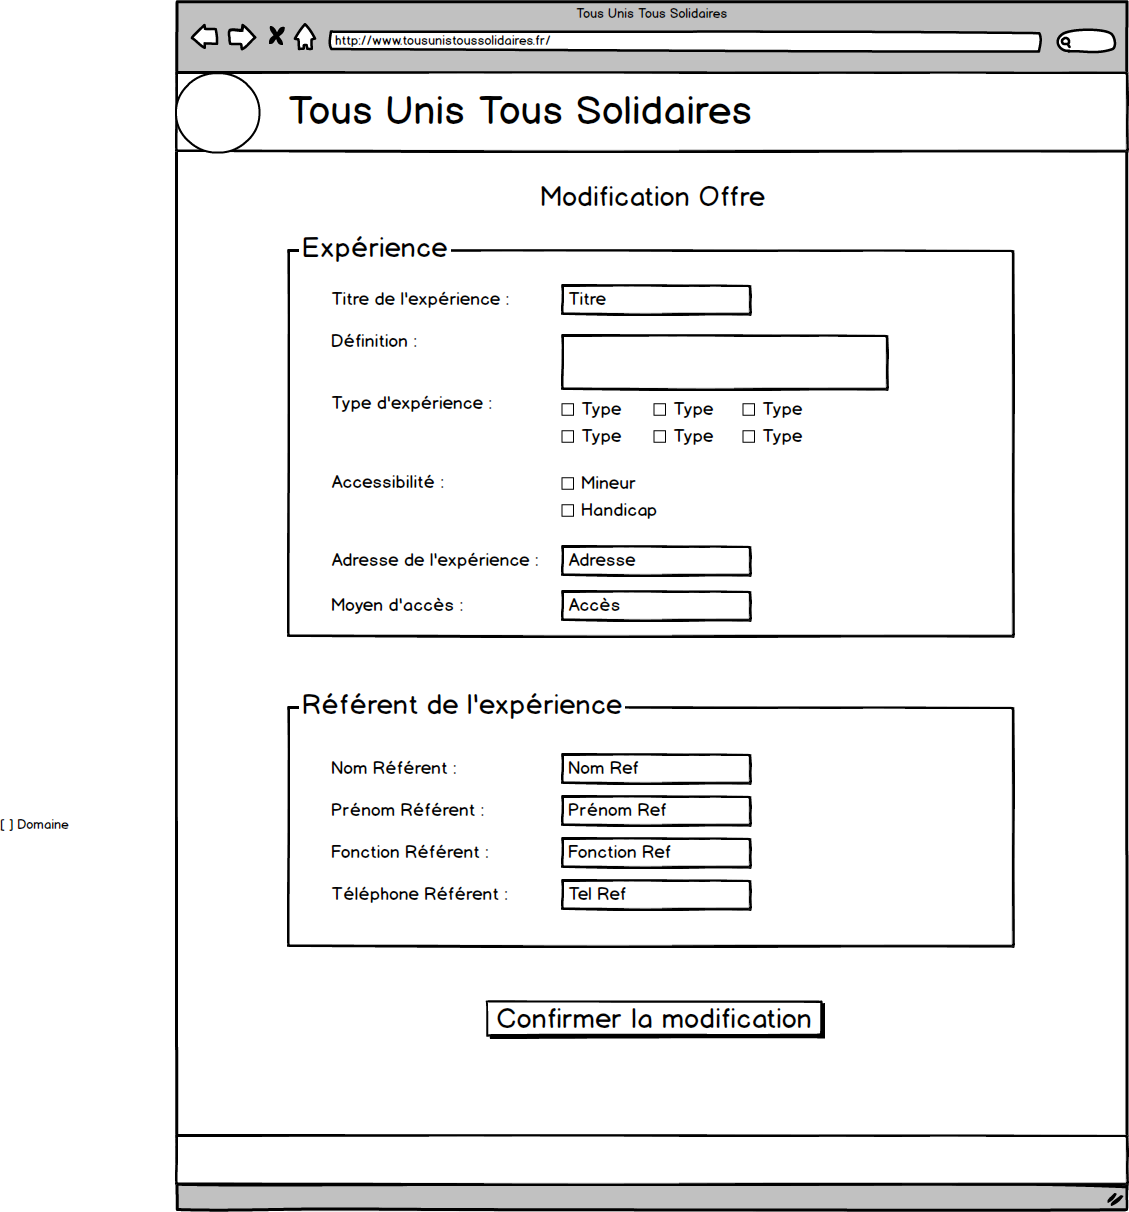 Tous Unis Tous Solidaires
http://www.tousunistoussolidaires.fr/
Tous Unis Tous Solidaires
Modification Offre
Expérience
Titre de l'expérience : Titre
Définition :
Type d'expérience :
Type Type Type
Type Type Type
Accessibilité : Mineur
Handicap
Adresse de l'expérience : Adresse
Moyen d'accès : Accès
Référent de l'expérience
Nom Référent : Nom Ref
Prénom Référent : Prénom Ref
[ ] Domaine
Fonction Référent : Fonction Ref
Téléphone Référent : Tel Ref
Confirmer la modification